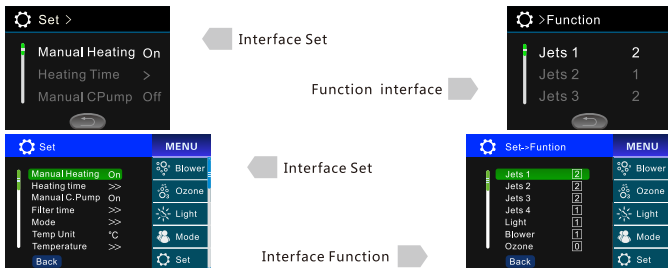 Set >
Manual Heating On
Heating Time >
Manual CPump Off
Interface Set
Function interface
>Function
Jets 1 2
Jets 2 1
Jets 3 2
Set MENU
Manual Heating On
Heating time >>
Manual C.Pump On
Filter time >>
Mode >>
Temp Unit °C
Temperature >>
Back
Blower
O₃ Ozone
Light
Mode
Set
Interface Set
Interface Function
Set->Funtion MENU
Jets 1 2
Jets 2 2
Jets 3 2
Jets 4 1
Light 1
Blower 1
Ozone 0
Back
Blower
O₃ Ozone
Light
Mode
Set